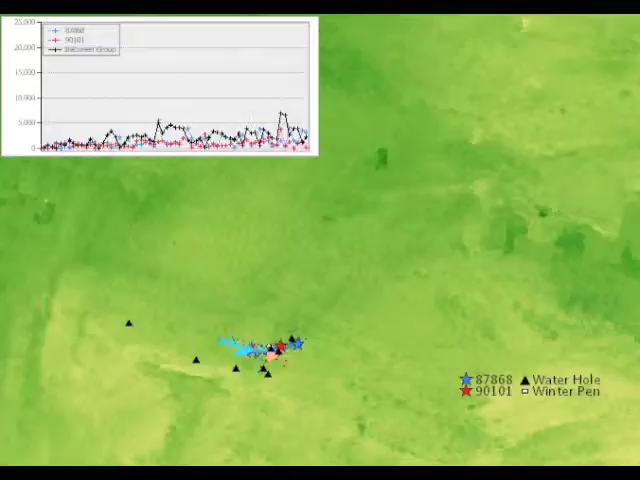 25,000
87868
90101
Between Group
20,000
15,000
10,000
5,000
0
87868 Water Hole
90101 Winter Pen